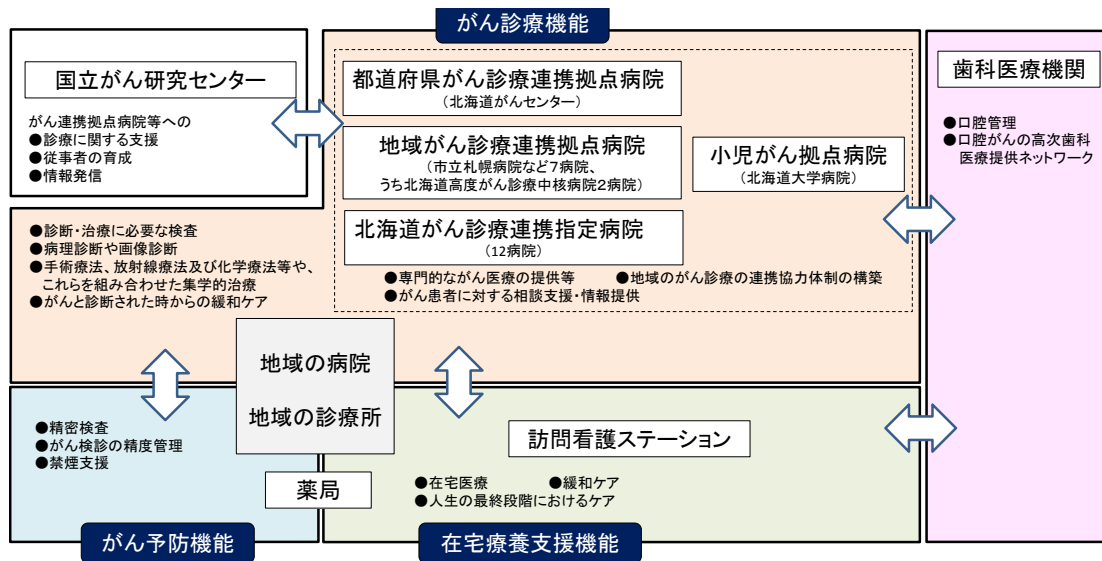 がん診療機能
国立がん研究センター
がん連携拠点病院等への
●診療に関する支援
●従事者の育成
●情報発信
都道府県がん診療連携拠点病院
（北海道がんセンター）
地域がん診療連携拠点病院
（市立札幌病院など7病院、
うち北海道高度がん診療中核病院2病院）
小児がん拠点病院
（北海道大学病院）
北海道がん診療連携指定病院
（12病院）
●専門的ながん医療の提供等
●地域のがん診療の連携協力体制の構築
●がん患者に対する相談支援・情報提供
●診断・治療に必要な検査
●病理診断や画像診断
●手術療法、放射線療法及び化学療法等や、
これらを組み合わせた集学的治療
●がんと診断された時からの緩和ケア
歯科医療機関
●口腔管理
●口腔がんの高次歯科
医療提供ネットワーク
地域の病院
地域の診療所
●精密検査
●がん検診の精度管理
●禁煙支援
薬局
訪問看護ステーション
●在宅医療
●緩和ケア
●人生の最終段階におけるケア
がん予防機能
在宅療養支援機能